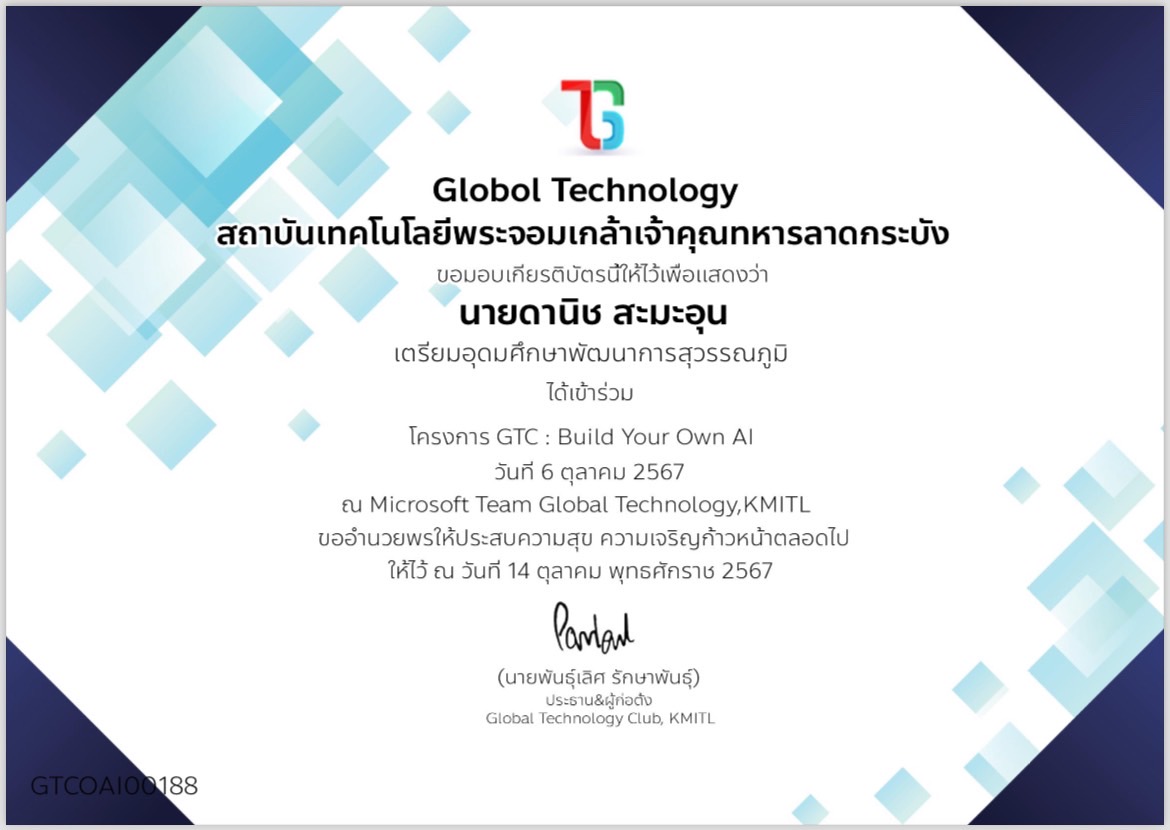 TG
Globol Technology
สถาบันเทคโนโลยีพระจอมเกล้าเจ้าคุณทหารลาดกระบัง
ขอมอบเกียรติบัตรนี้ให้ไว้เพื่อแสดงว่า
นายดานิช สะมะอุน
เตรียมอุดมศึกษาพัฒนาการสุวรรณภูมิ
ได้เข้าร่วม
โครงการ GTC : Build Your Own AI
วันที่ 6 ตุลาคม 2567
ณ Microsoft Team Global Technology,KMITL
ขออำนวยพรให้ประสบความสุข ความเจริญก้าวหน้าตลอดไป
ให้ไว้ ณ วันที่ 14 ตุลาคม พุทธศักราช 2567
(นายพันธุ์เลิศ รักษาพันธุ์)
ประธาน&ผู้ก่อตั้ง
Global Technology Club, KMITL
GTCOAI00188